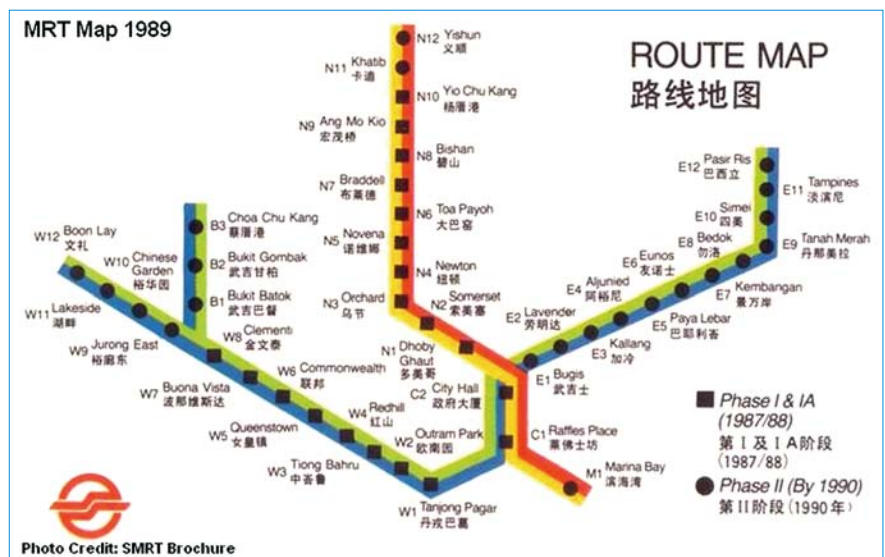 MRT Map 1989
ROUTE MAP
路线地图
N12 Yishun
义顺
N11 Khatib
卡迪
N10 Yio Chu Kang
杨厝港
N9 Ang Mo Kio
宏茂桥
N8 Bishan
碧山
N7 Braddell
布莱德
N6 Toa Payoh
大巴窑
N5 Novena
诺维娜
N4 Newton
纽顿
N3 Orchard
乌节
N2 Somerset
索美塞
N1 Dhoby
Ghaut
多美哥
C2 City Hall
政府大厦
C1 Raffles Place
莱佛士坊
M1 Marina Bay
滨海湾
E12 Pasir Ris
巴西立
E11 Tampines
淡滨尼
E10 Simei
四美
E9 Tanah Merah
丹那美拉
E8 Bedok
勿洛
E7 Kembangan
景万岸
E6 Eunos
友诺士
E5 Paya Lebar
巴耶利峇
E4 Aljunied
阿裕尼
E3 Kallang
加冷
E2 Lavender
劳明达
E1 Bugis
武吉士
B3 Choa Chu Kang
蔡厝港
B2 Bukit Gombak
武吉甘柏
B1 Bukit Batok
武吉巴督
W12 Boon Lay
文礼
W11 Lakeside
湖畔
W10 Chinese
Garden
裕华园
W9 Jurong East
裕廊东
W8 Clementi
金文泰
W7 Buona Vista
波那维斯达
W6 Commonwealth
联邦
W5 Queenstown
女皇镇
W4 Redhill
红山
W3 Tiong Bahru
中峇鲁
W2 Outram Park
欧南园
W1 Tanjong Pagar
丹戎巴葛
Phase I & IA
(1987/88)
第I及IA阶段
(1987/88)
Phase II (By 1990)
第II阶段(1990年)
Photo Credit: SMRT Brochure